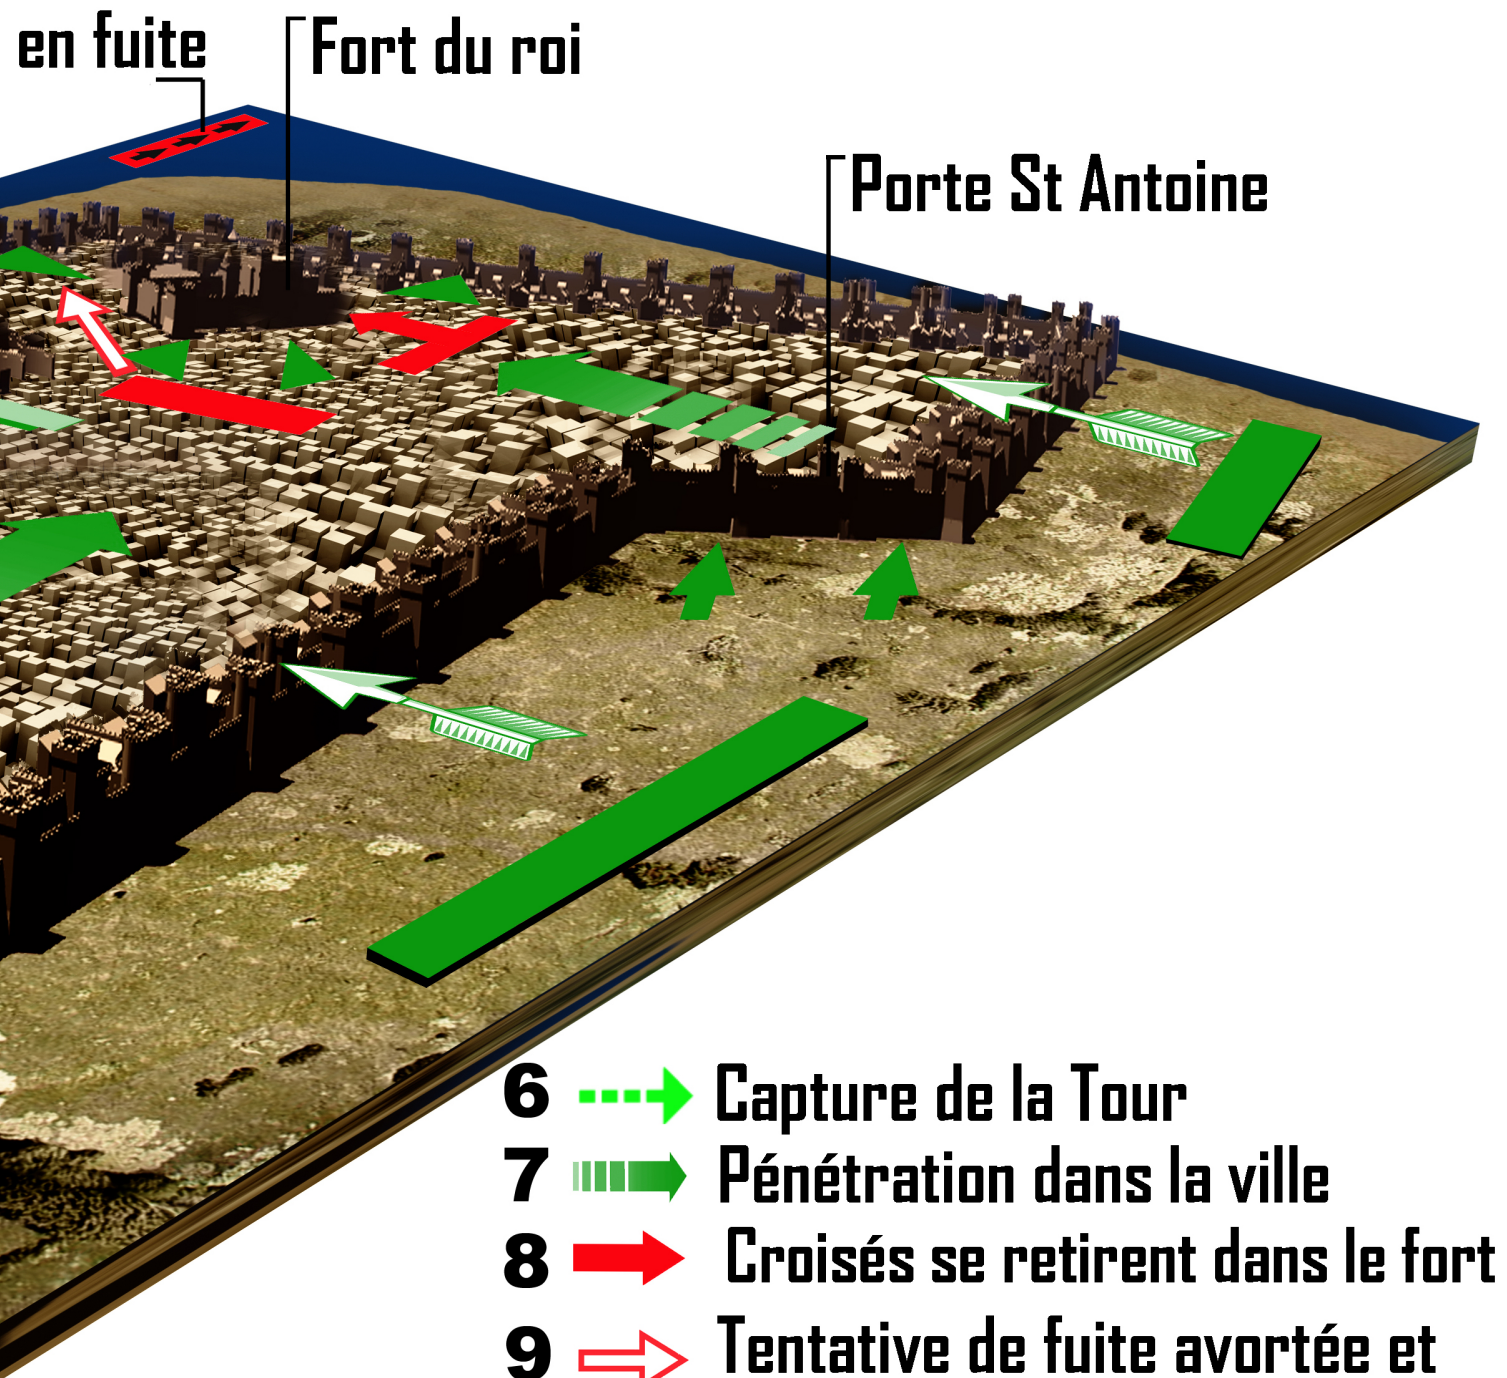 en fuite
Fort du roi
Porte St Antoine
6 Capture de la Tour
7 Pénétration dans la ville
8 Croisés se retirent dans le fort
9 Tentative de fuite avortée et